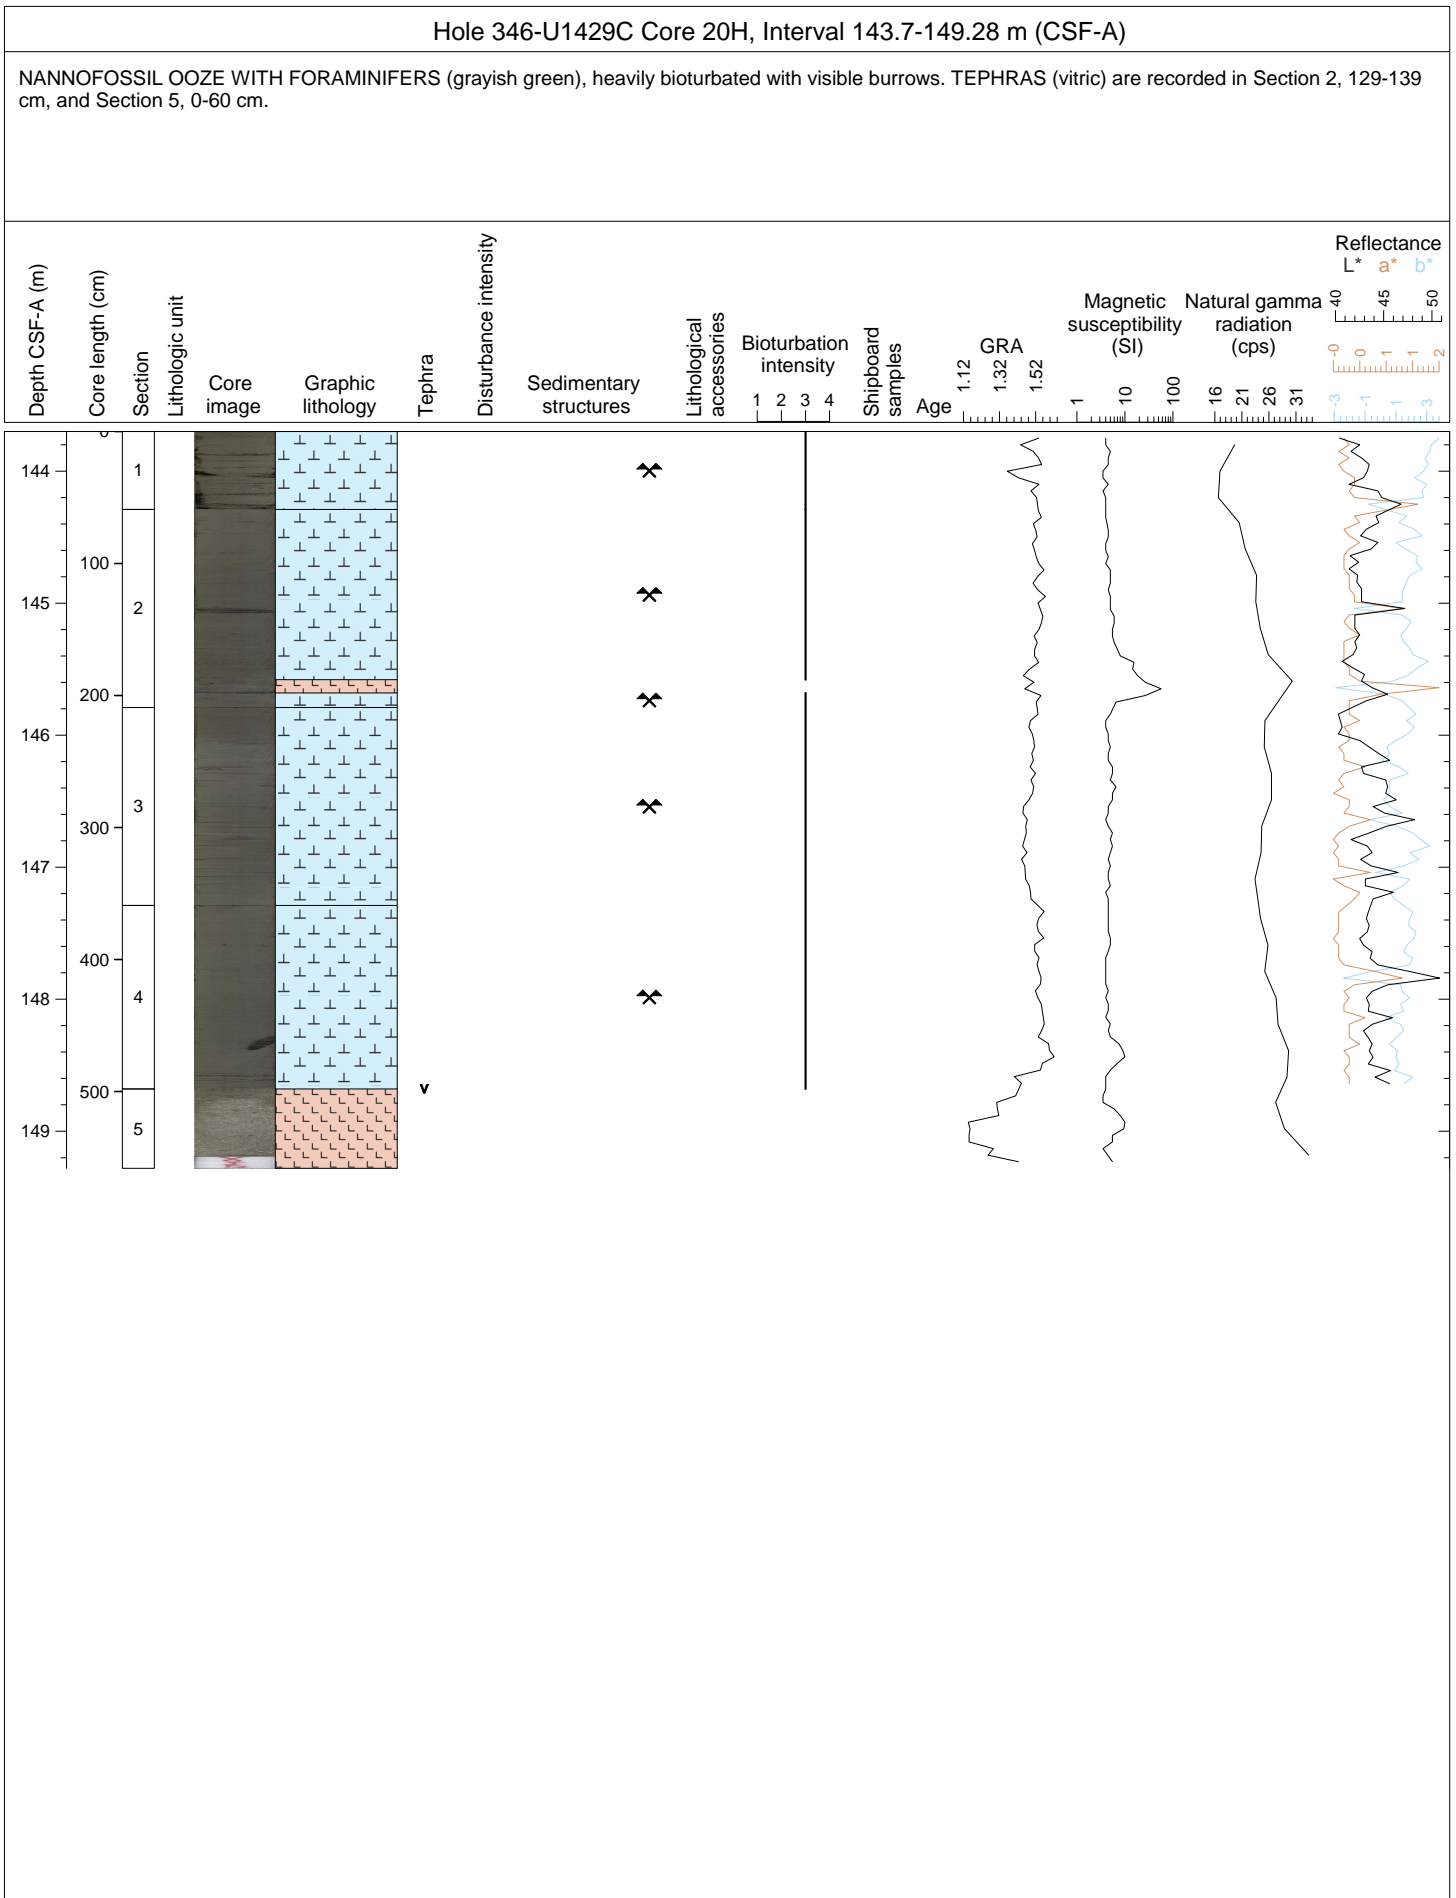 Hole 346-U1429C Core 20H, Interval 143.7-149.28 m (CSF-A)
NANNOFOSSIL OOZE WITH FORAMINIFERS (grayish green), heavily bioturbated with visible burrows. TEPHRAS (vitric) are recorded in Section 2, 129-139
cm, and Section 5, 0-60 cm.
Depth CSF-A (m)
Core length (cm)
Section
Lithologic unit
Core
image
Graphic
lithology
Tephra
Disturbance intensity
Sedimentary
structures
Lithological
accessories
Bioturbation
intensity
1 2 3 4
Shipboard
samples
Age
GRA
1.12 1.32 1.52
Magnetic
susceptibility
(SI)
1 10 100
Natural gamma
radiation
(cps)
16 21 26 31
Reflectance
L* a* b*
40 45 50
-0 0 1 1 2
-3 -1 1 3
0
144
1
100
145
2
200
146
3
300
147
400
148
4
500
v
149
5